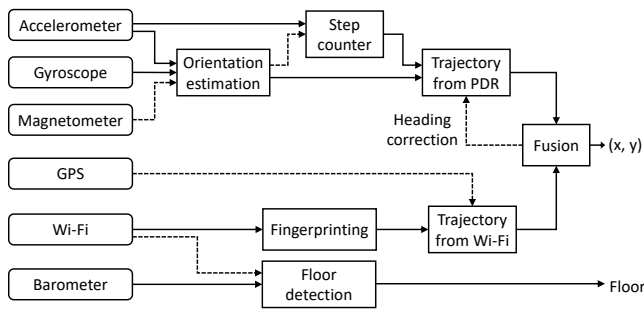 Accelerometer
Step
counter
Gyroscope
Orientation
estimation
Trajectory
from PDR
Magnetometer
Heading
correction
Fusion
(x, y)
GPS
Wi-Fi
Fingerprinting
Trajectory
from Wi-Fi
Barometer
Floor
detection
Floor